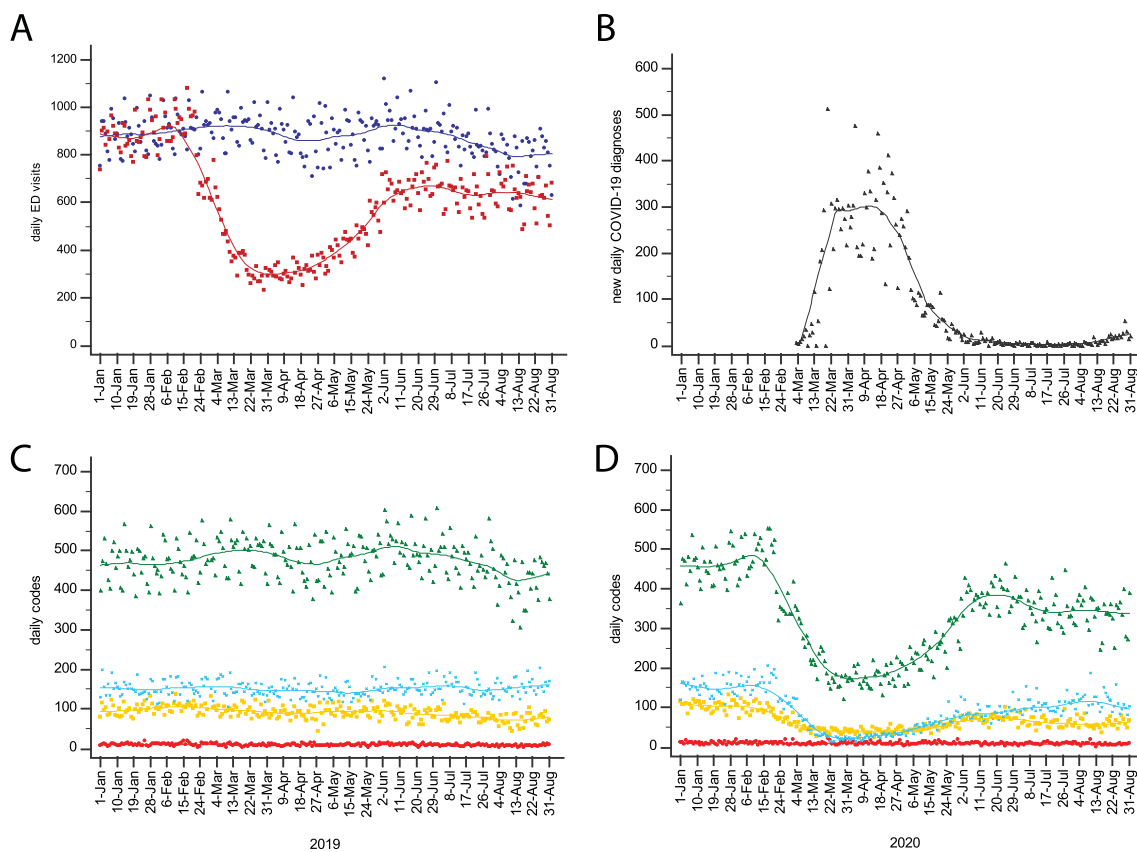 A
daily ED visits
1200
1000
800
600
400
200
0
1-Jan 10-Jan 19-Jan 28-Jan 6-Feb 15-Feb 24-Feb 4-Mar 13-Mar 22-Mar 31-Mar 9-Apr 18-Apr 27-Apr 6-May 15-May 24-May 2-Jun 11-Jun 20-Jun 29-Jun 8-Jul 17-Jul 26-Jul 4-Aug 13-Aug 22-Aug 31-Aug
B
new daily COVID-19 diagnoses
600
500
400
300
200
100
0
1-Jan 10-Jan 19-Jan 28-Jan 6-Feb 15-Feb 24-Feb 4-Mar 13-Mar 22-Mar 31-Mar 9-Apr 18-Apr 27-Apr 6-May 15-May 24-May 2-Jun 11-Jun 20-Jun 29-Jun 8-Jul 17-Jul 26-Jul 4-Aug 13-Aug 22-Aug 31-Aug
C
daily codes
700
600
500
400
300
200
100
0
1-Jan 10-Jan 19-Jan 28-Jan 6-Feb 15-Feb 24-Feb 4-Mar 13-Mar 22-Mar 31-Mar 9-Apr 18-Apr 27-Apr 6-May 15-May 24-May 2-Jun 11-Jun 20-Jun 29-Jun 8-Jul 17-Jul 26-Jul 4-Aug 13-Aug 22-Aug 31-Aug
2019
D
daily codes
700
600
500
400
300
200
100
0
1-Jan 10-Jan 19-Jan 28-Jan 6-Feb 15-Feb 24-Feb 4-Mar 13-Mar 22-Mar 31-Mar 9-Apr 18-Apr 27-Apr 6-May 15-May 24-May 2-Jun 11-Jun 20-Jun 29-Jun 8-Jul 17-Jul 26-Jul 4-Aug 13-Aug 22-Aug 31-Aug
2020